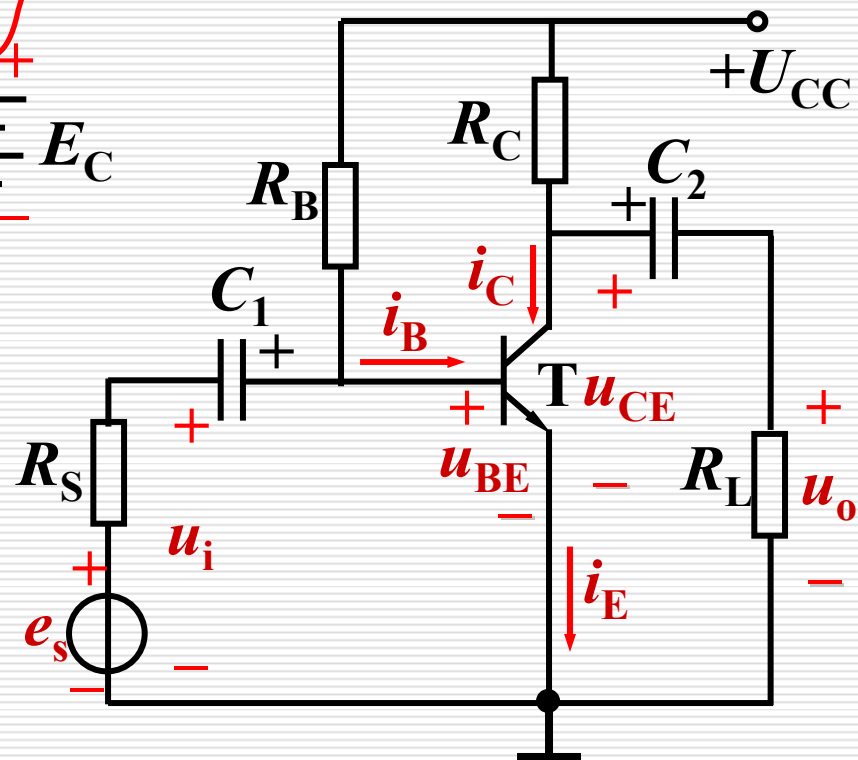 +U_CC
R_C
E_C
C_2
R_B
+
i_C
+
C_1
i_B
+
T
u_CE
+
+
+
u_BE
R_S
R_L
u_o
−
−
u_i
+
i_E
−
e_s
−
−